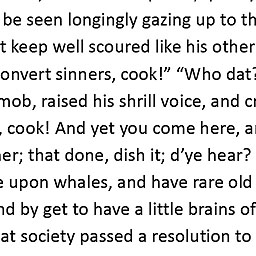 be seen longingly gazing up to th
t keep well scoured like his other
onvert sinners, cook!” “Who dat?
mob, raised his shrill voice, and c
, cook! And yet you come here, a
er; that done, dish it; d’ye hear?
e upon whales, and have rare old
nd by get to have a little brains of
at society passed a resolution to